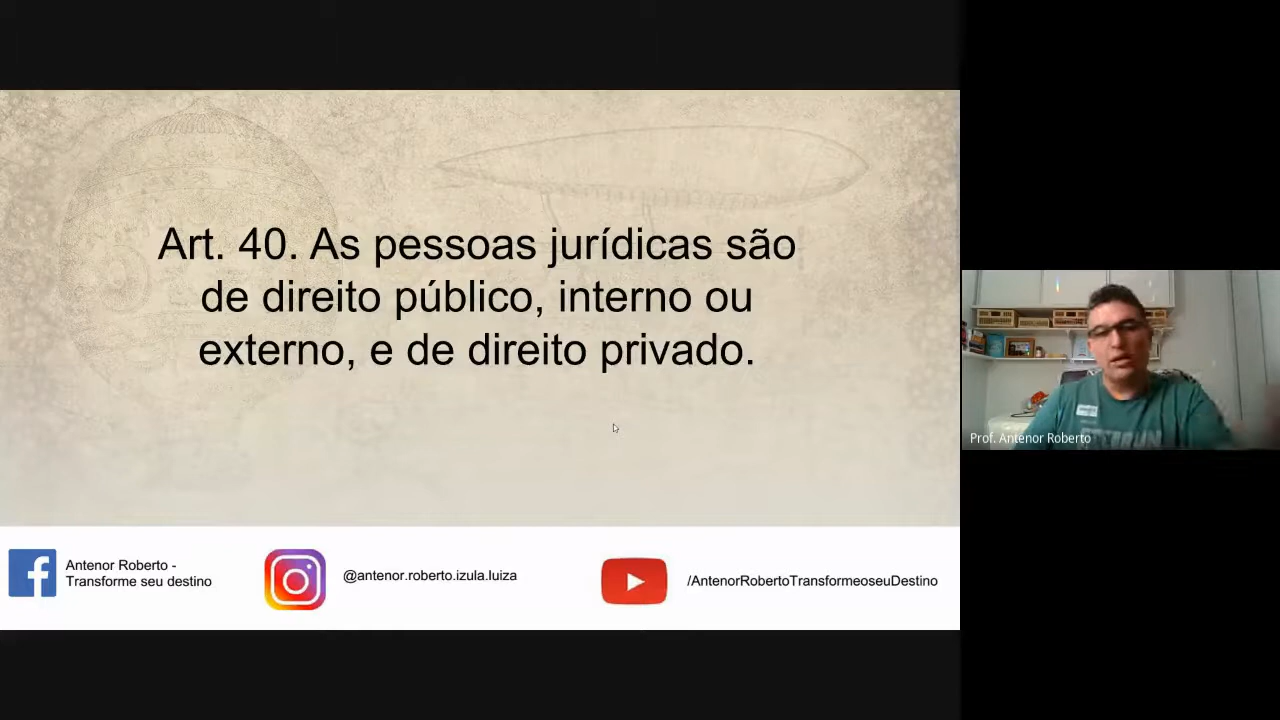 Art. 40. As pessoas jurídicas são
de direito público, interno ou
externo, e de direito privado.
Prof. Antenor Roberto
Antenor Roberto -
Transforme seu destino
@antenor.roberto.izula.luiza
/AntenorRobertoTransformeoseuDestino